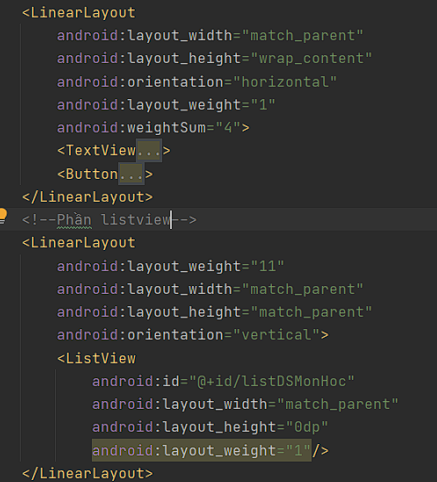 <LinearLayout
android:layout_width="match_parent"
android:layout_height="wrap_content"
android:orientation="horizontal"
android:layout_weight="1"
android:weightSum="4">
<TextView...>
<Button...>
</LinearLayout>
<!--Phần listview-->
<LinearLayout
android:layout_weight="11"
android:layout_width="match_parent"
android:layout_height="match_parent"
android:orientation="vertical">
<ListView
android:id="@+id/listDSMonHoc"
android:layout_width="match_parent"
android:layout_height="0dp"
android:layout_weight="1"/>
</LinearLayout>